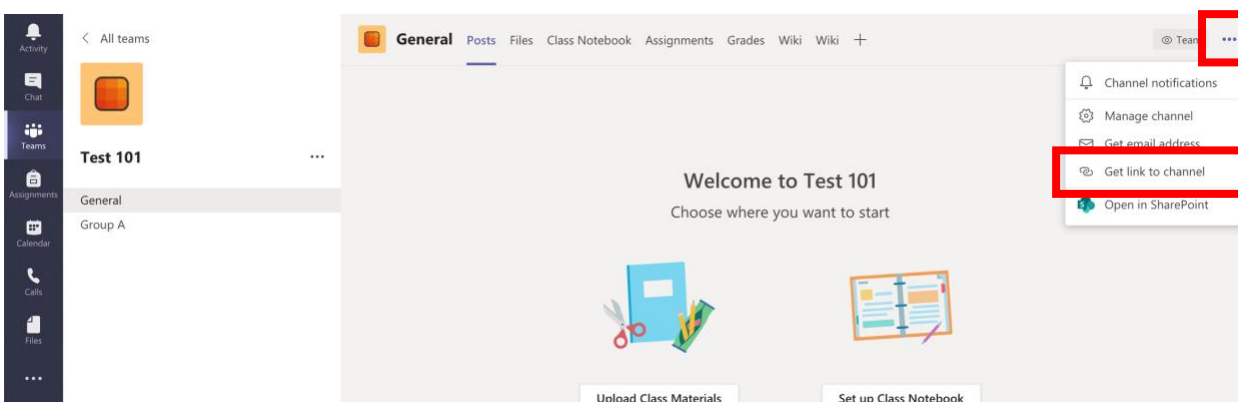 Activity
Chat
Teams
Assignments
Calendar
Calls
Files
All teams
Test 101
General
Group A
General Posts Files Class Notebook Assignments Grades Wiki Wiki
Team
Channel notifications
Manage channel
Get email address
Get link to channel
Open in SharePoint
Welcome to Test 101
Choose where you want to start
Upload Class Materials
Set up Class Notebook